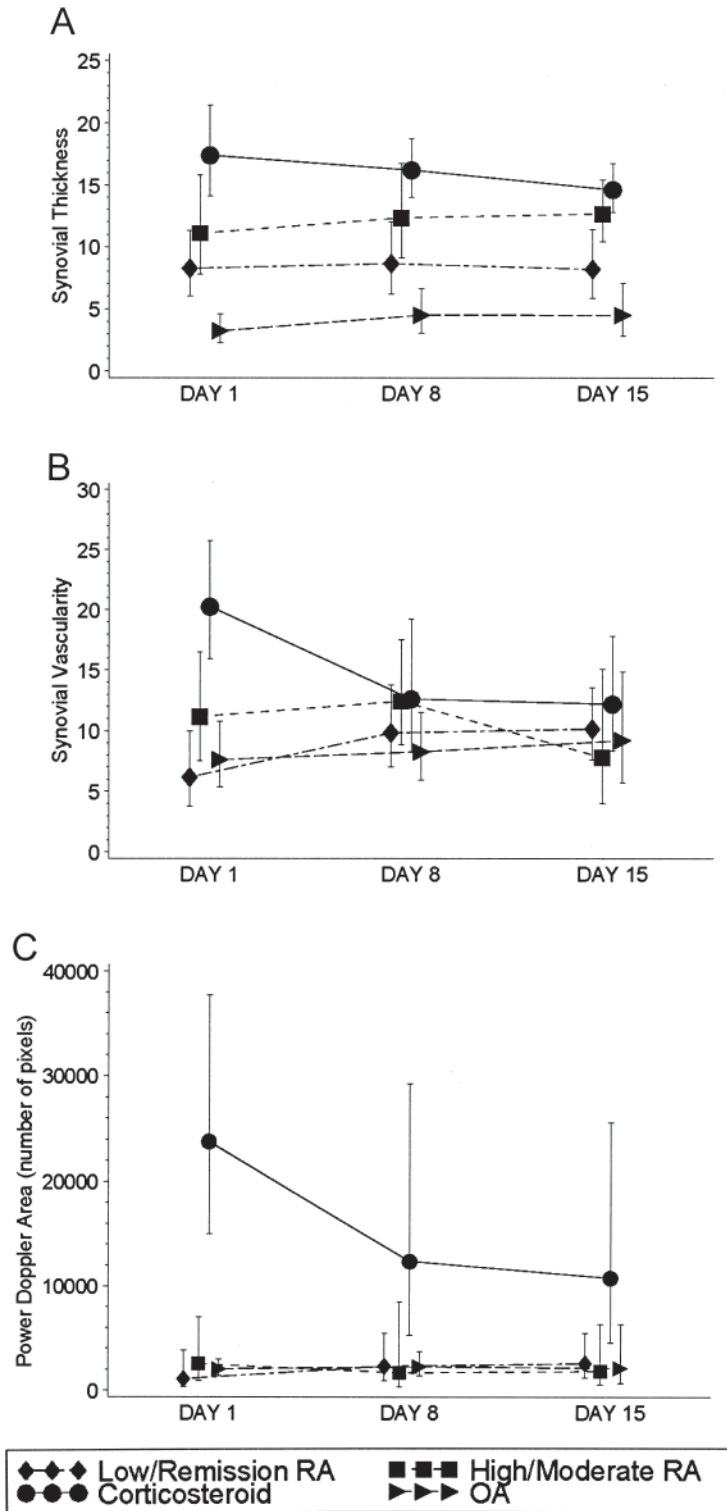 A
25
20
15
10
5
0
Synovial Thickness
DAY 1 DAY 8 DAY 15
B
30
25
20
15
10
5
0
Synovial Vascularity
DAY 1 DAY 8 DAY 15
C
40000
30000
20000
10000
0
Power Doppler Area (number of pixels)
DAY 1 DAY 8 DAY 15
Low/Remission RA High/Moderate RA
Corticosteroid OA